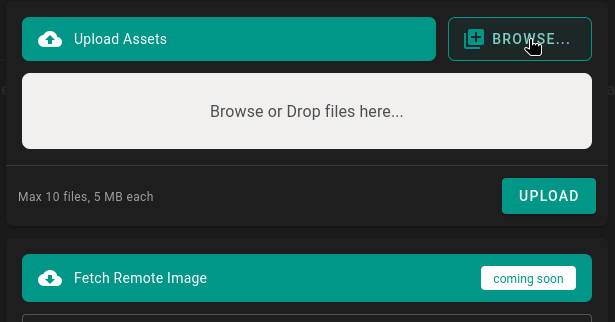 Upload Assets
BROWSE...
Browse or Drop files here...
Max 10 files, 5 MB each
UPLOAD
Fetch Remote Image
coming soon